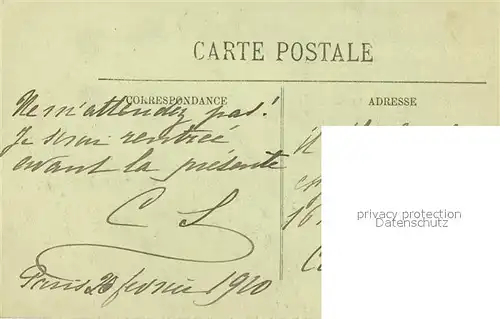 CARTE POSTALE
CORRESPONDANCE
ADRESSE
Ne m'attendez pas!
Je serai rentrée
avant la présente
C S
Paris 26 février 1910
privacy protection
Datenschutz